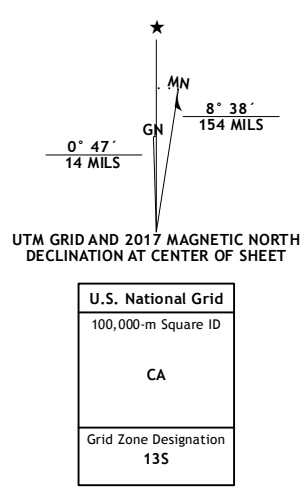 ★
MN
GN
8° 38´
154 MILS
0° 47´
14 MILS
UTM GRID AND 2017 MAGNETIC NORTH
DECLINATION AT CENTER OF SHEET
U.S. National Grid
100,000-m Square ID
CA
Grid Zone Designation
13S